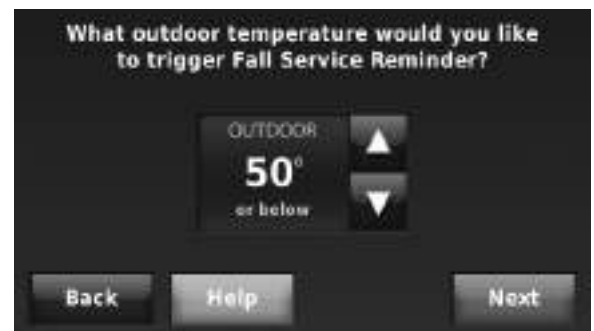 What outdoor temperature would you like
to trigger Fall Service Reminder?
OUTDOOR
50°
or below
Back Help Next